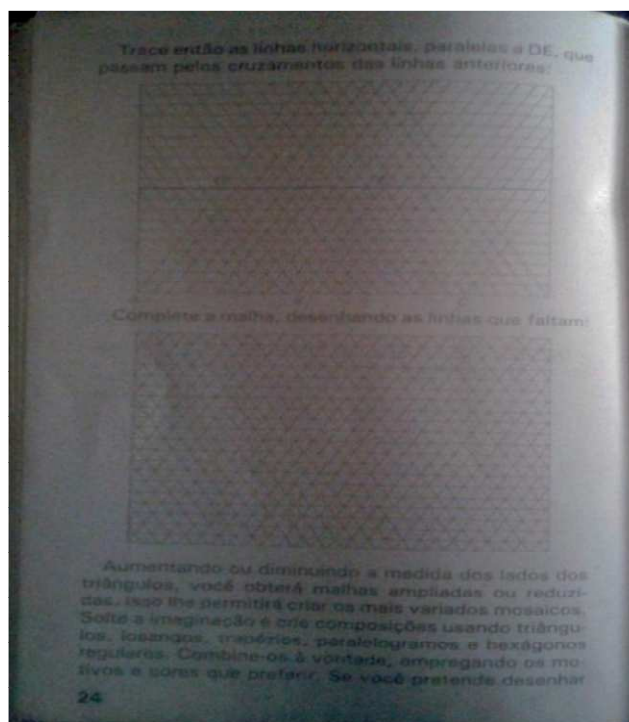 Trace então as linhas horizontais, paralelas a DE, que
passam pelos cruzamentos das linhas anteriores:
Complete a malha, desenhando as linhas que faltam:
Aumentando ou diminuindo a medida dos lados dos
triângulos, você obterá malhas ampliadas ou reduzi-
das. Isso lhe permitirá criar os mais variados mosaicos.
Solte a imaginação e crie composições usando triângu-
los, losangos, trapézios, paralelogramos e hexágonos
regulares. Combine-os à vontade, empregando os mo-
tivos e cores que preferir. Se você pretende desenhar
24